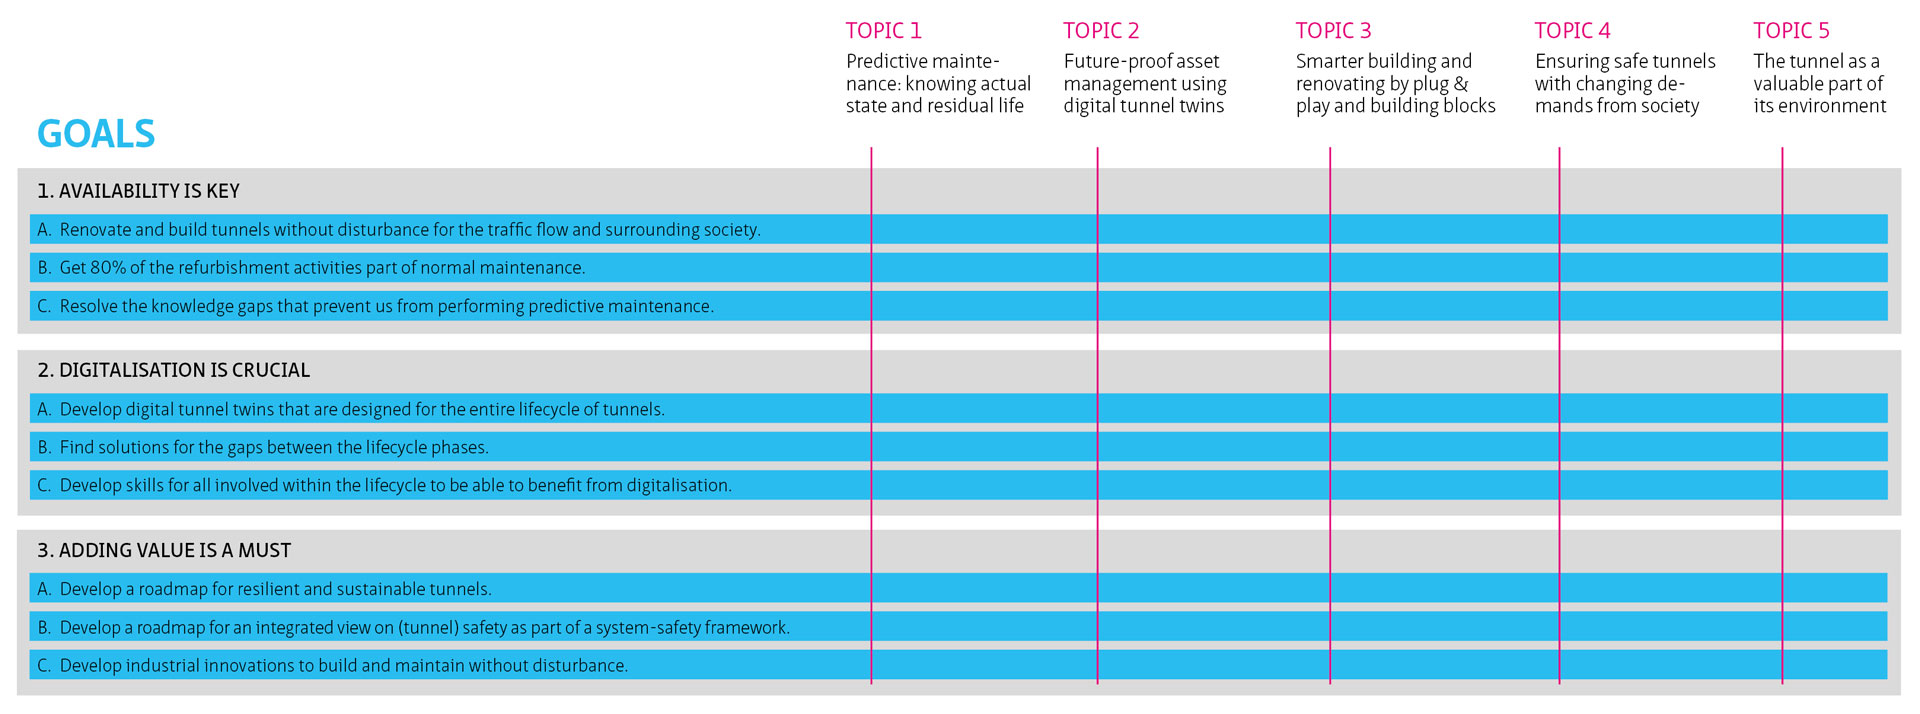 TOPIC 1
Predictive mainte-
nance: knowing actual
state and residual life
TOPIC 2
Future-proof asset
management using
digital tunnel twins
TOPIC 3
Smarter building and
renovating by plug &
play and building blocks
TOPIC 4
Ensuring safe tunnels
with changing de-
mands from society
TOPIC 5
The tunnel as a
valuable part of
its environment
GOALS
1. AVAILABILITY IS KEY
A. Renovate and build tunnels without disturbance for the traffic flow and surrounding society.
B. Get 80% of the refurbishment activities part of normal maintenance.
C. Resolve the knowledge gaps that prevent us from performing predictive maintenance.
2. DIGITALISATION IS CRUCIAL
A. Develop digital tunnel twins that are designed for the entire lifecycle of tunnels.
B. Find solutions for the gaps between the lifecycle phases.
C. Develop skills for all involved within the lifecycle to be able to benefit from digitalisation.
3. ADDING VALUE IS A MUST
A. Develop a roadmap for resilient and sustainable tunnels.
B. Develop a roadmap for an integrated view on (tunnel) safety as part of a system-safety framework.
C. Develop industrial innovations to build and maintain without disturbance.